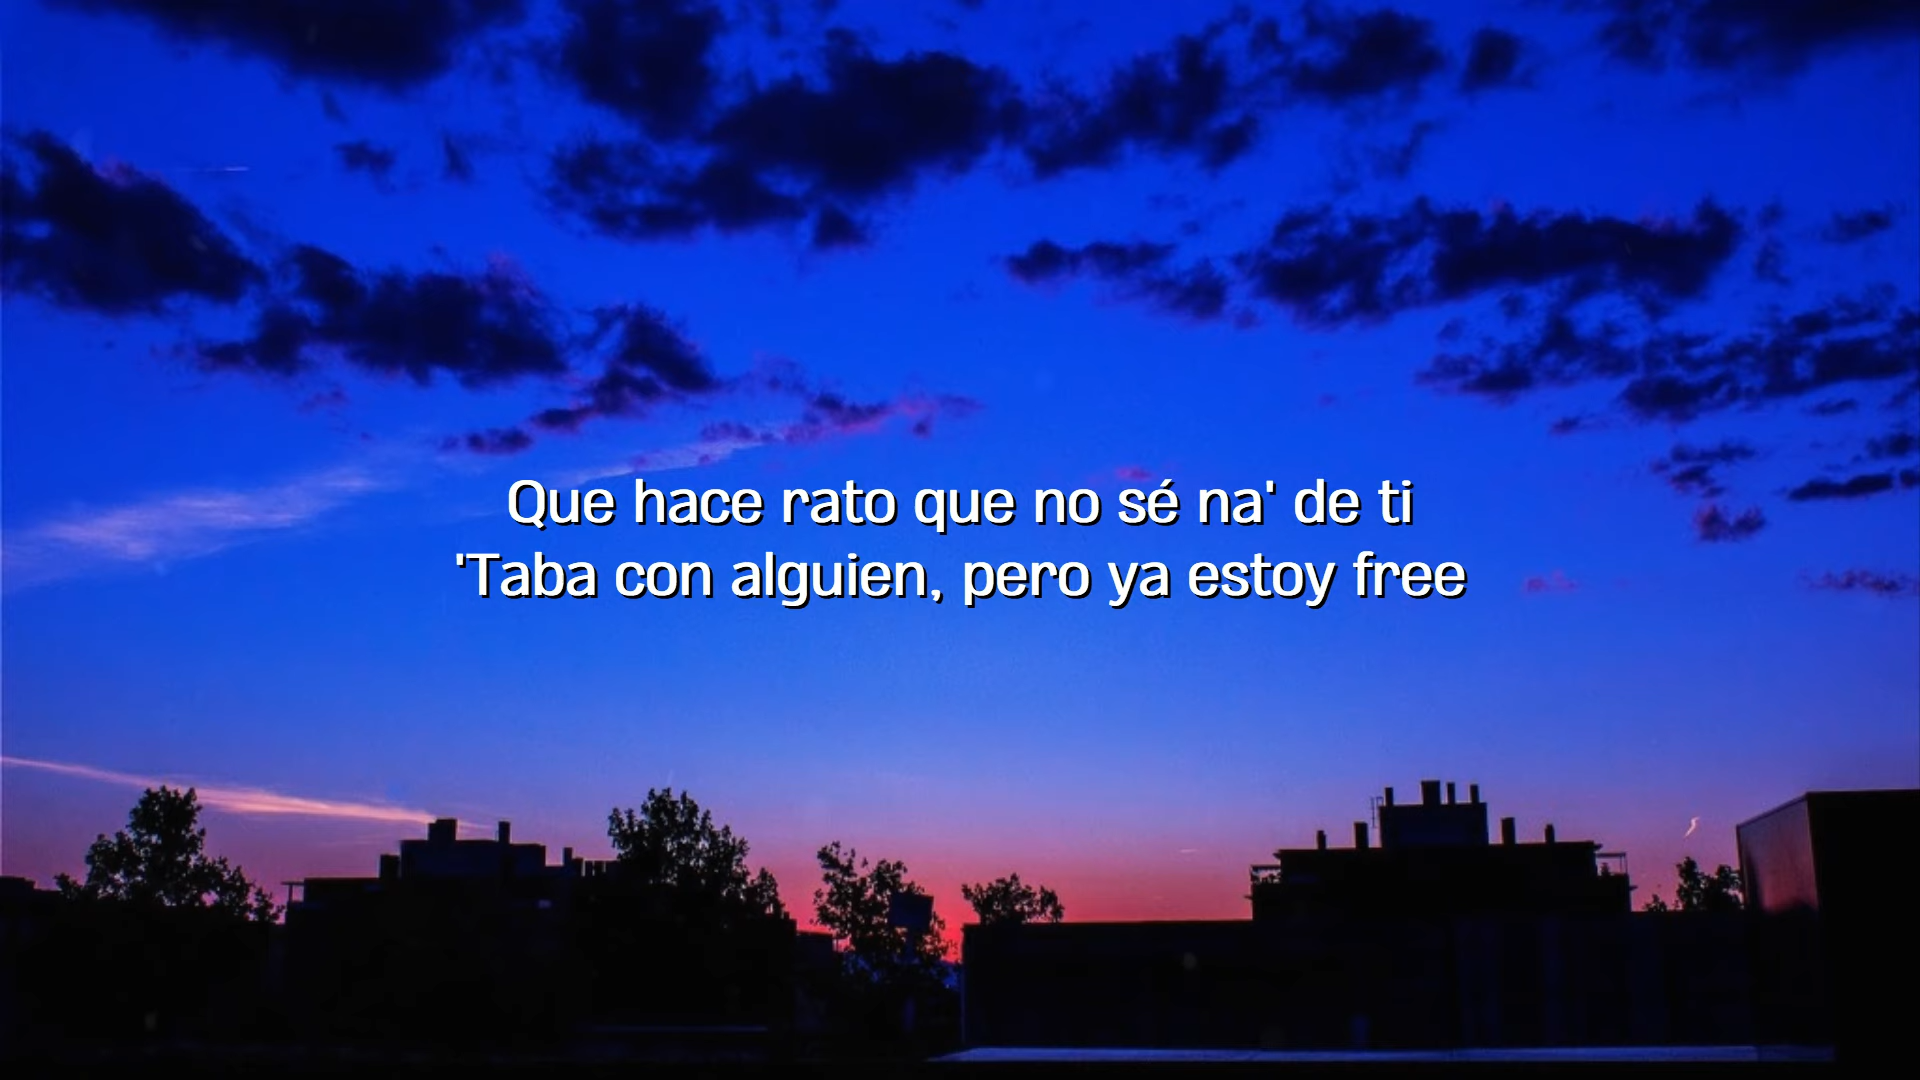 Que hace rato que no sé na' de ti
'Taba con alguien, pero ya estoy free